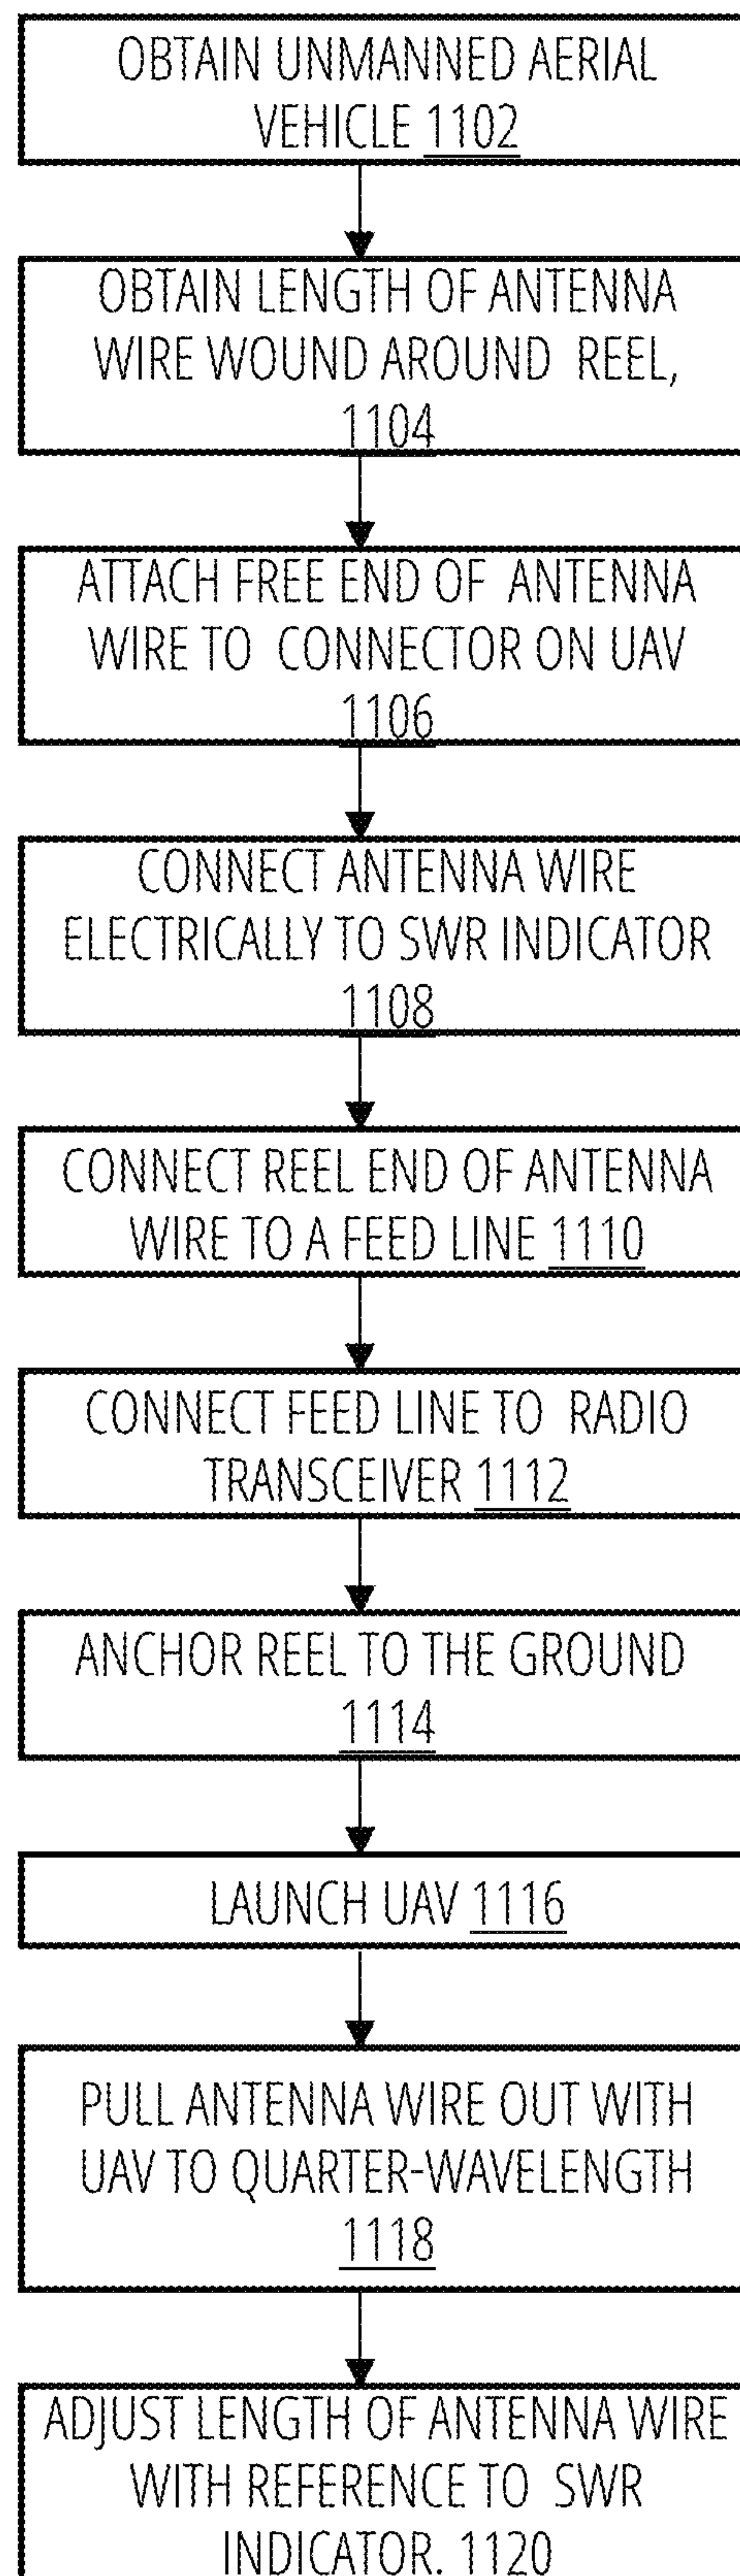 OBTAIN UNMANNED AERIAL
VEHICLE 1102
OBTAIN LENGTH OF ANTENNA
WIRE WOUND AROUND REEL,
1104
ATTACH FREE END OF ANTENNA
WIRE TO CONNECTOR ON UAV
1106
CONNECT ANTENNA WIRE
ELECTRICALLY TO SWR INDICATOR
1108
CONNECT REEL END OF ANTENNA
WIRE TO A FEED LINE 1110
CONNECT FEED LINE TO RADIO
TRANSCEIVER 1112
ANCHOR REEL TO THE GROUND
1114
LAUNCH UAV 1116
PULL ANTENNA WIRE OUT WITH
UAV TO QUARTER-WAVELENGTH
1118
ADJUST LENGTH OF ANTENNA WIRE
WITH REFERENCE TO SWR
INDICATOR. 1120